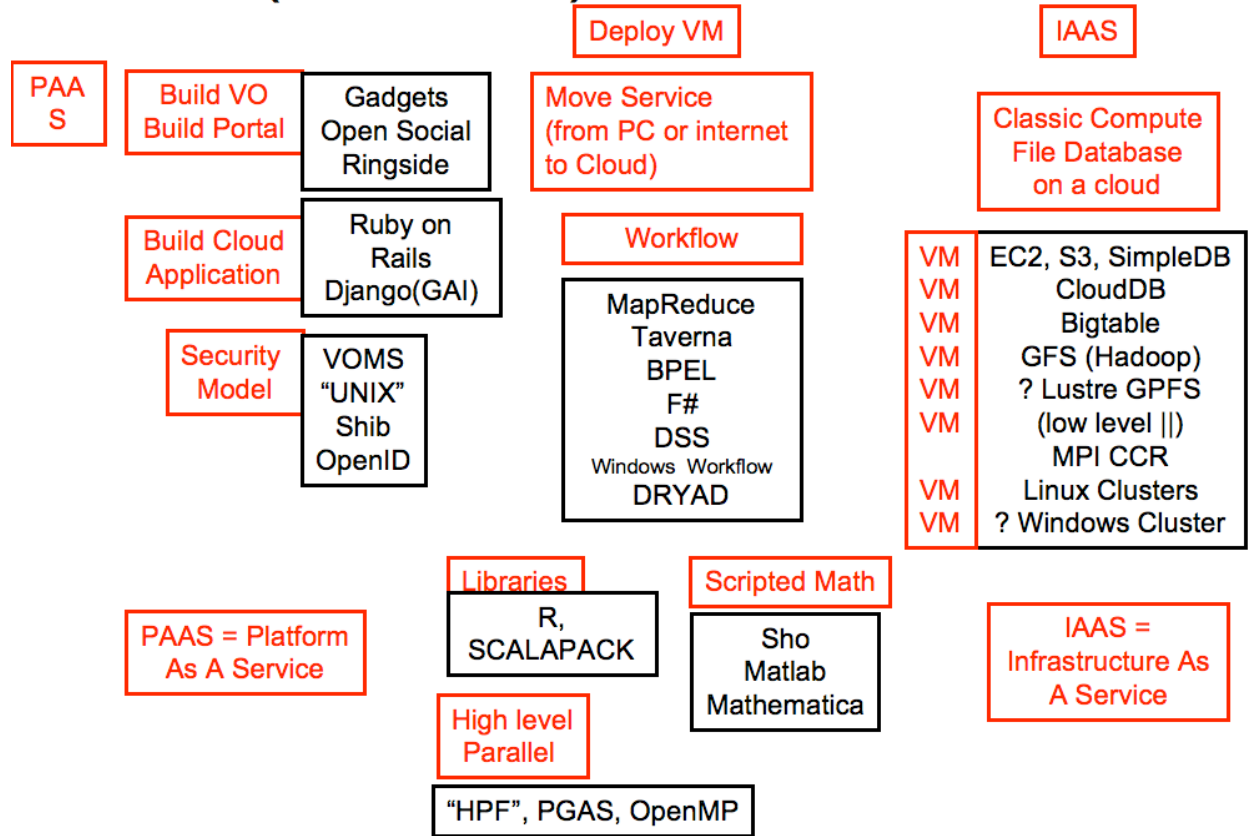 Deploy VM
IAAS
PAA
S
Build VO
Build Portal
Gadgets
Open Social
Ringside
Move Service
(from PC or internet
to Cloud)
Classic Compute
File Database
on a cloud
Build Cloud
Application
Ruby on
Rails
Django(GAI)
Workflow
MapReduce
Taverna
BPEL
F#
DSS
Windows Workflow
DRYAD
VM EC2, S3, SimpleDB
VM CloudDB
VM Bigtable
VM GFS (Hadoop)
VM ? Lustre GPFS
VM (low level ||)
MPI CCR
VM Linux Clusters
VM ? Windows Cluster
Security
Model
VOMS
“UNIX”
Shib
OpenID
Libraries
R,
SCALAPACK
Scripted Math
Sho
Matlab
Mathematica
PAAS = Platform
As A Service
IAAS =
Infrastructure As
A Service
High level
Parallel
“HPF”, PGAS, OpenMP